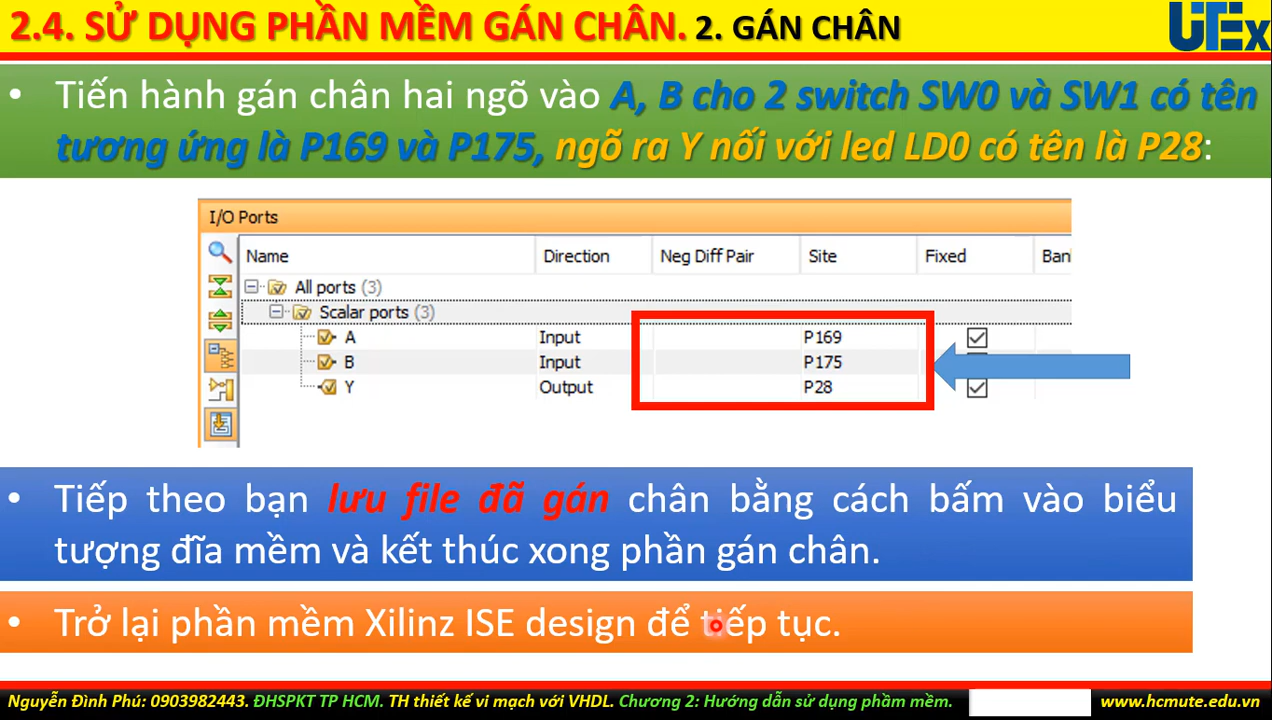 2.4. SỬ DỤNG PHẦN MỀM GÁN CHÂN. 2. GÁN CHÂN
UTEx
• Tiến hành gán chân hai ngõ vào A, B cho 2 switch SW0 và SW1 có tên
tương ứng là P169 và P175, ngõ ra Y nối với led LD0 có tên là P28:
I/O Ports
Name Direction Neg Diff Pair Site Fixed Ban
All ports (3)
Scalar ports (3)
A Input P169
B Input P175
Y Output P28
• Tiếp theo bạn lưu file đã gán chân bằng cách bấm vào biểu
tượng đĩa mềm và kết thúc xong phần gán chân.
• Trở lại phần mềm Xilinz ISE design để tiếp tục.
Nguyễn Đình Phú: 0903982443. ĐHSPKT TP HCM. TH thiết kế vi mạch với VHDL. Chương 2: Hướng dẫn sử dụng phầm mềm. www.hcmute.edu.vn